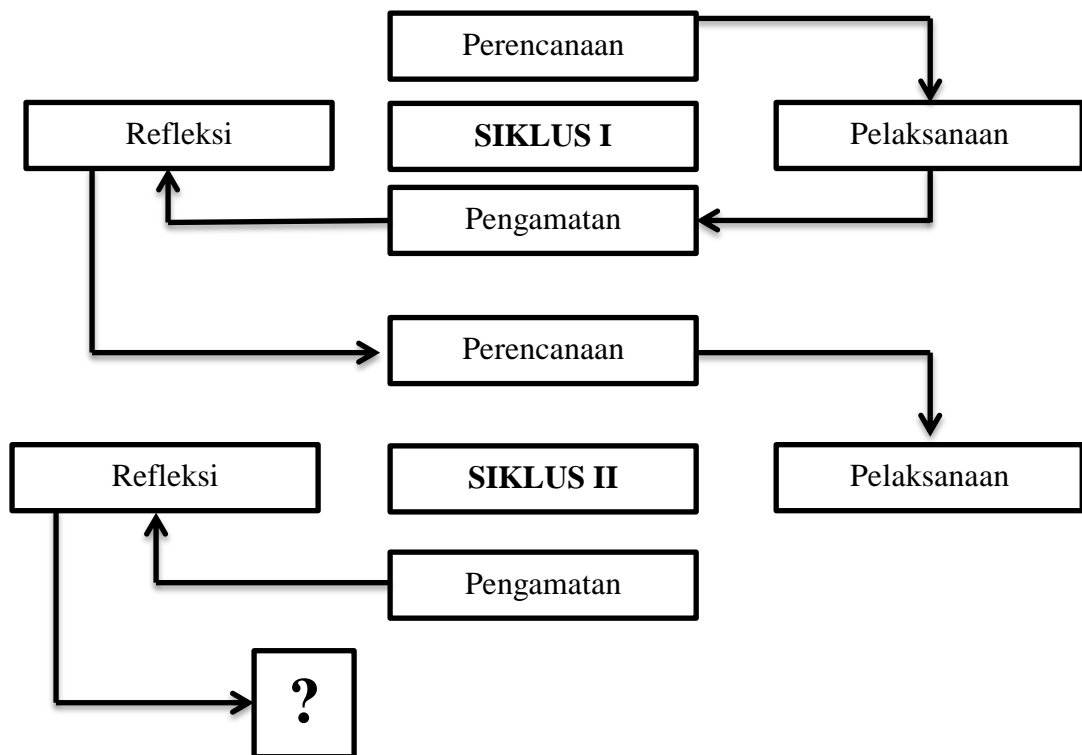 Perencanaan
Refleksi
SIKLUS I
Pelaksanaan
Pengamatan
Perencanaan
Refleksi
SIKLUS II
Pelaksanaan
Pengamatan
?